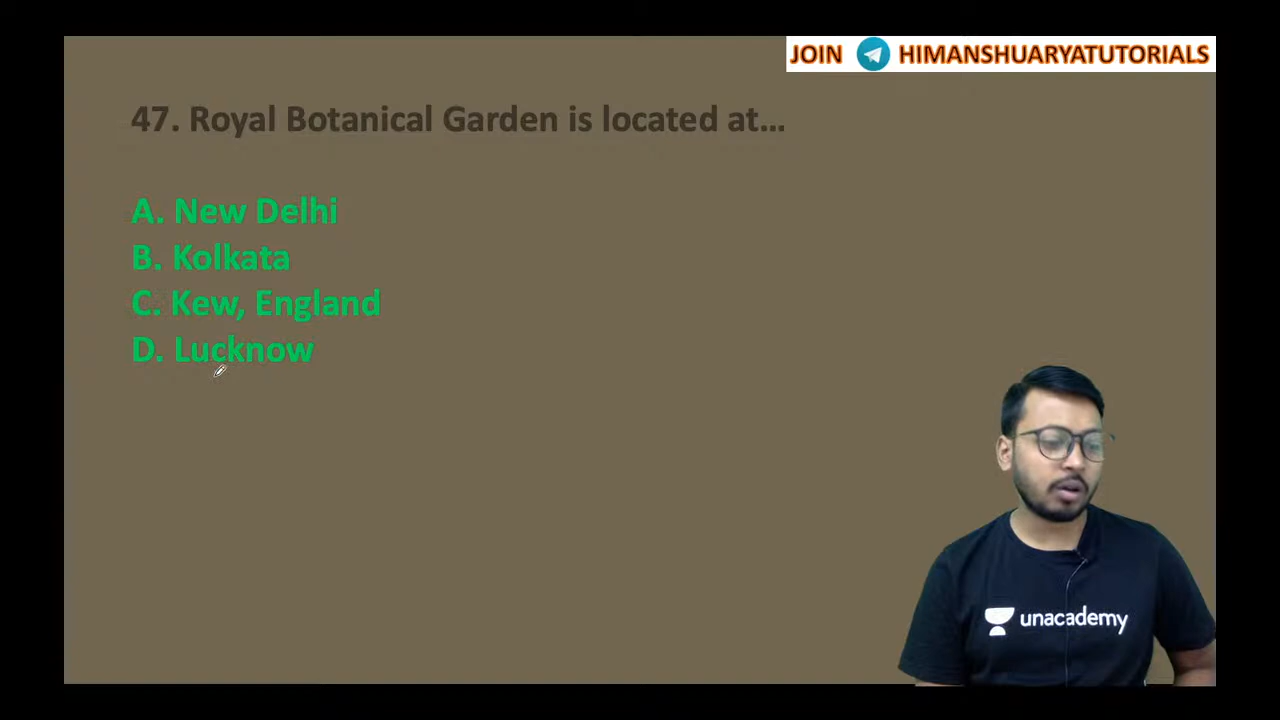 JOIN HIMANSHUARYATUTORIALS
47. Royal Botanical Garden is located at...
A. New Delhi
B. Kolkata
C. Kew, England
D. Lucknow
unacademy